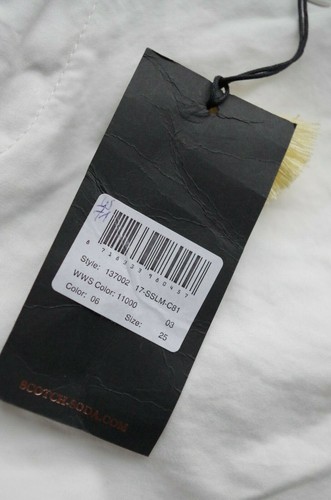 Style: 137002 17-SSLM-C81
WWS Color: 11000 03
Color: 06 Size: 25
SCOTCH-SODA.COM